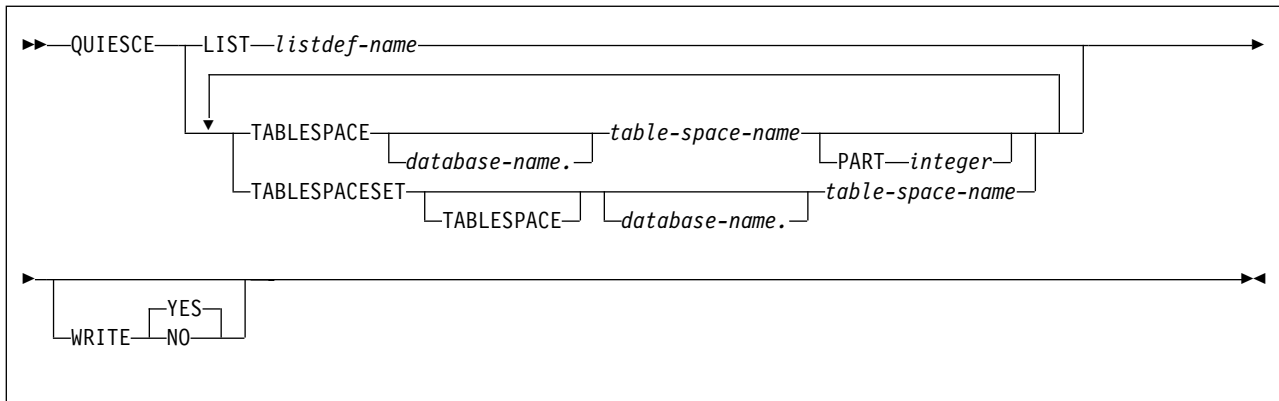 QUIESCE LIST listdef-name
TABLESPACE table-space-name
database-name. PART integer
TABLESPACESET table-space-name
TABLESPACE database-name.
YES
WRITE NO